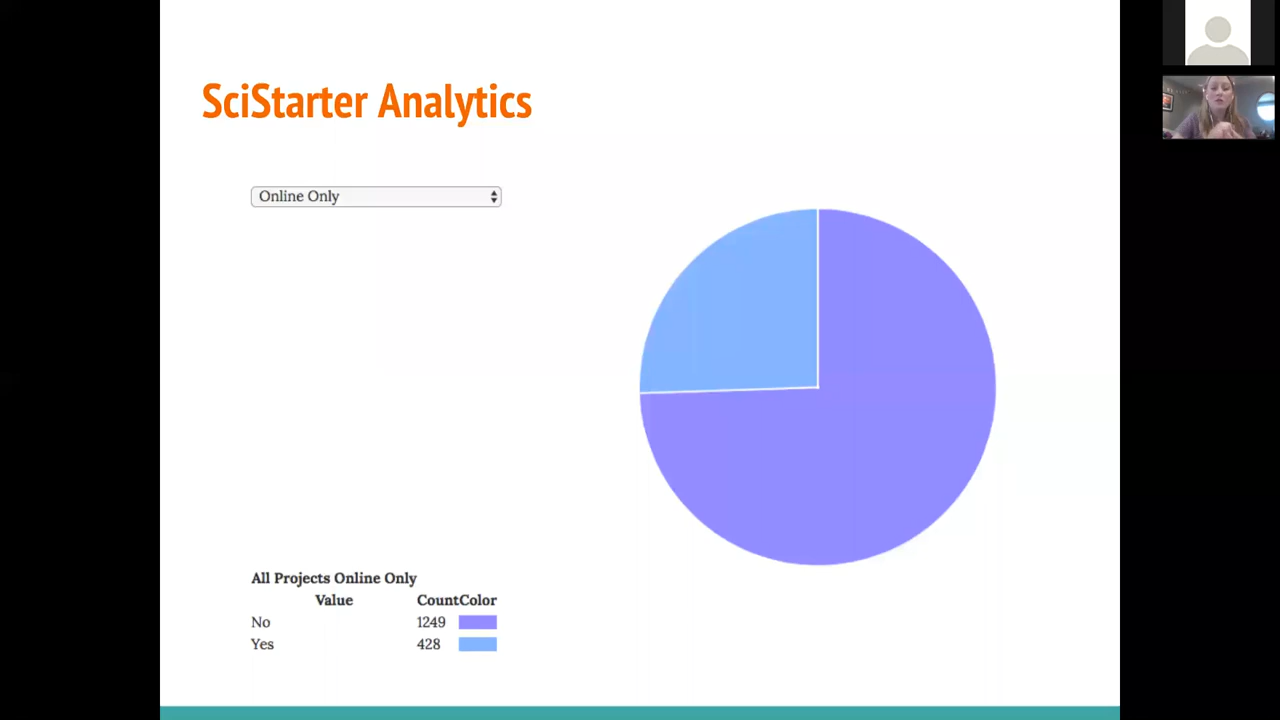 SciStarter Analytics
Online Only
All Projects Online Only
Value CountColor
No 1249
Yes 428